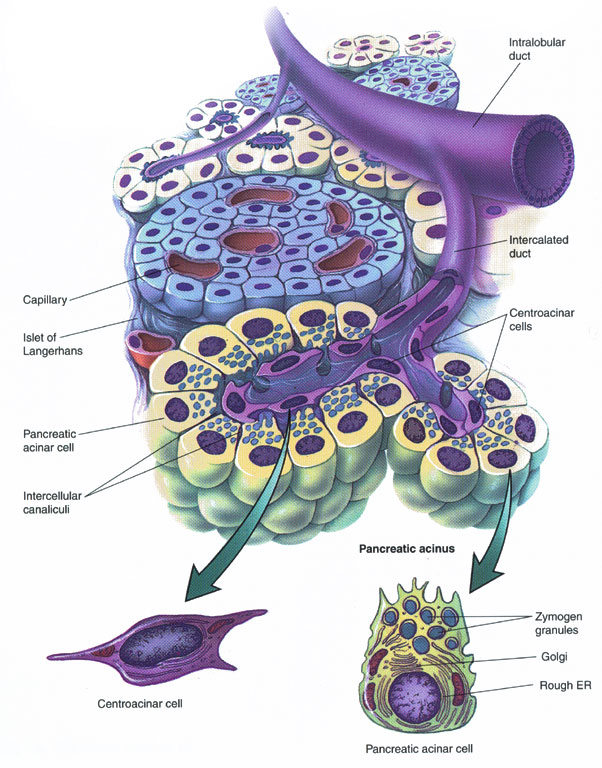 Intralobular
duct
Intercalated
duct
Capillary
Centroacinar
cells
Islet of
Langerhans
Pancreatic
acinar cell
Intercellular
canaliculi
Pancreatic acinus
Zymogen
granules
Golgi
Rough ER
Centroacinar cell
Pancreatic acinar cell